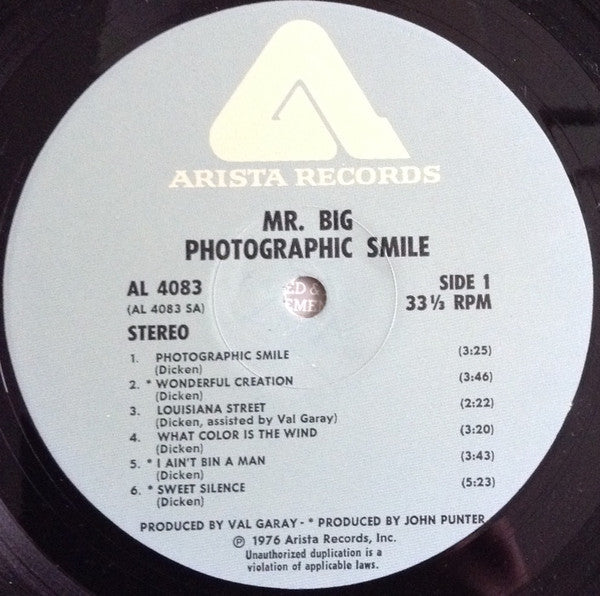 ARISTA RECORDS
MR. BIG
PHOTOGRAPHIC SMILE
AL 4083 SIDE 1
(AL 4083 SA) 33⅓ RPM
STEREO
ED &
EME
1. PHOTOGRAPHIC SMILE (3:25)
(Dicken)
2. * WONDERFUL CREATION (3:46)
(Dicken)
3. LOUISIANA STREET (2:22)
(Dicken, assisted by Val Garay)
4. WHAT COLOR IS THE WIND (3:20)
(Dicken)
5. * I AIN'T BIN A MAN (3:43)
(Dicken)
6. * SWEET SILENCE (5:23)
(Dicken)
PRODUCED BY VAL GARAY - * PRODUCED BY JOHN PUNTER
℗ 1976 Arista Records, Inc.
Unauthorized duplication is a
violation of applicable laws.